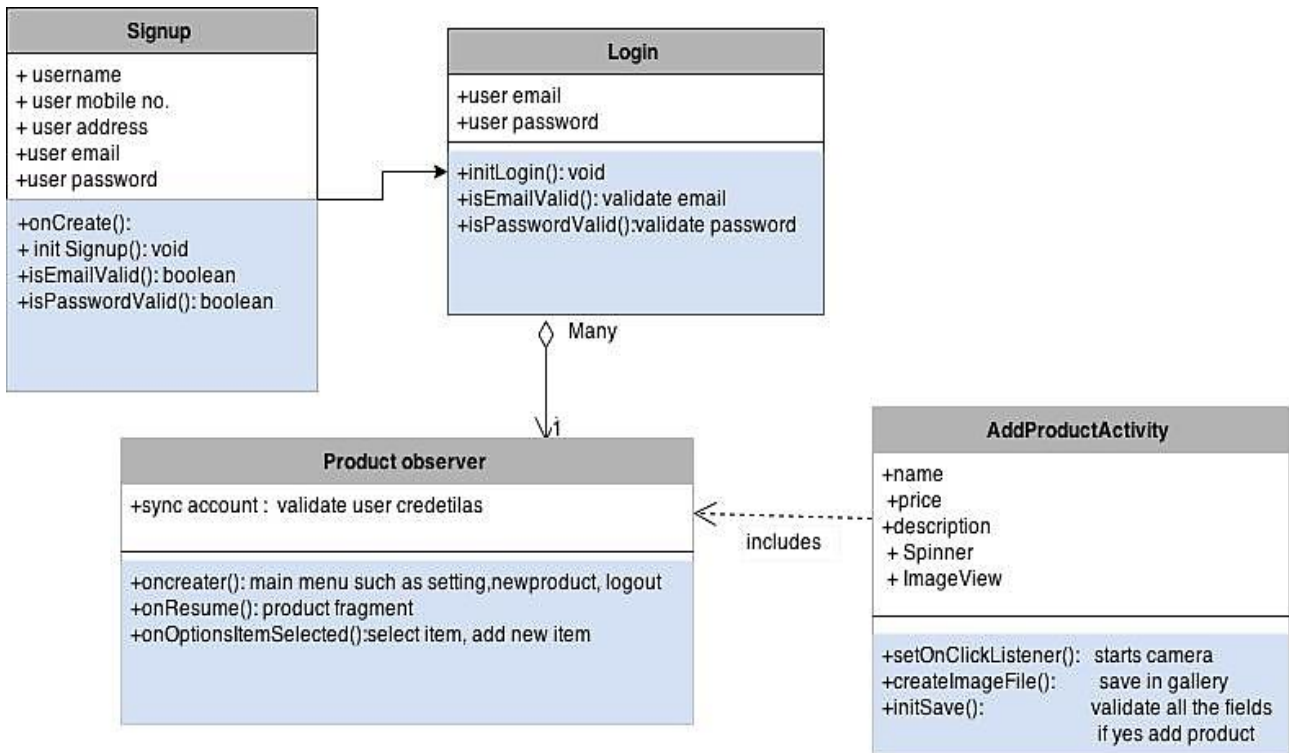 Signup
+ username
+ user mobile no.
+ user address
+user email
+user password
+onCreate():
+ init Signup(): void
+isEmailValid(): boolean
+isPasswordValid(): boolean
Login
+user email
+user password
+initLogin(): void
+isEmailValid(): validate email
+isPasswordValid():validate password
Many
1
Product observer
+sync account : validate user credetilas
+oncreater(): main menu such as setting,newproduct, logout
+onResume(): product fragment
+onOptionsItemSelected():select item, add new item
includes
AddProductActivity
+name
+price
+description
+ Spinner
+ ImageView
+setOnClickListener(): starts camera
+createImageFile(): save in gallery
+initSave(): validate all the fields
if yes add product